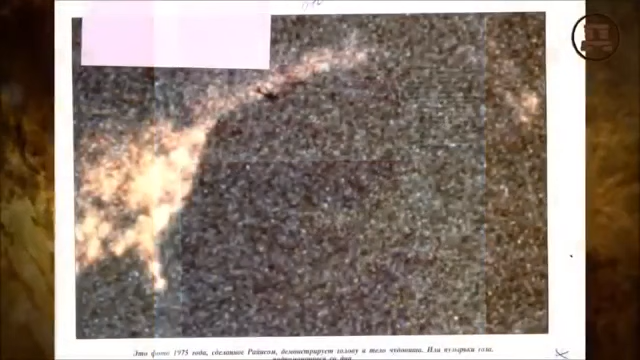 Это фото 1975 года, сделанное Райнсом, демонстрирует голову и тело чудовища. Или пузырьки газа.